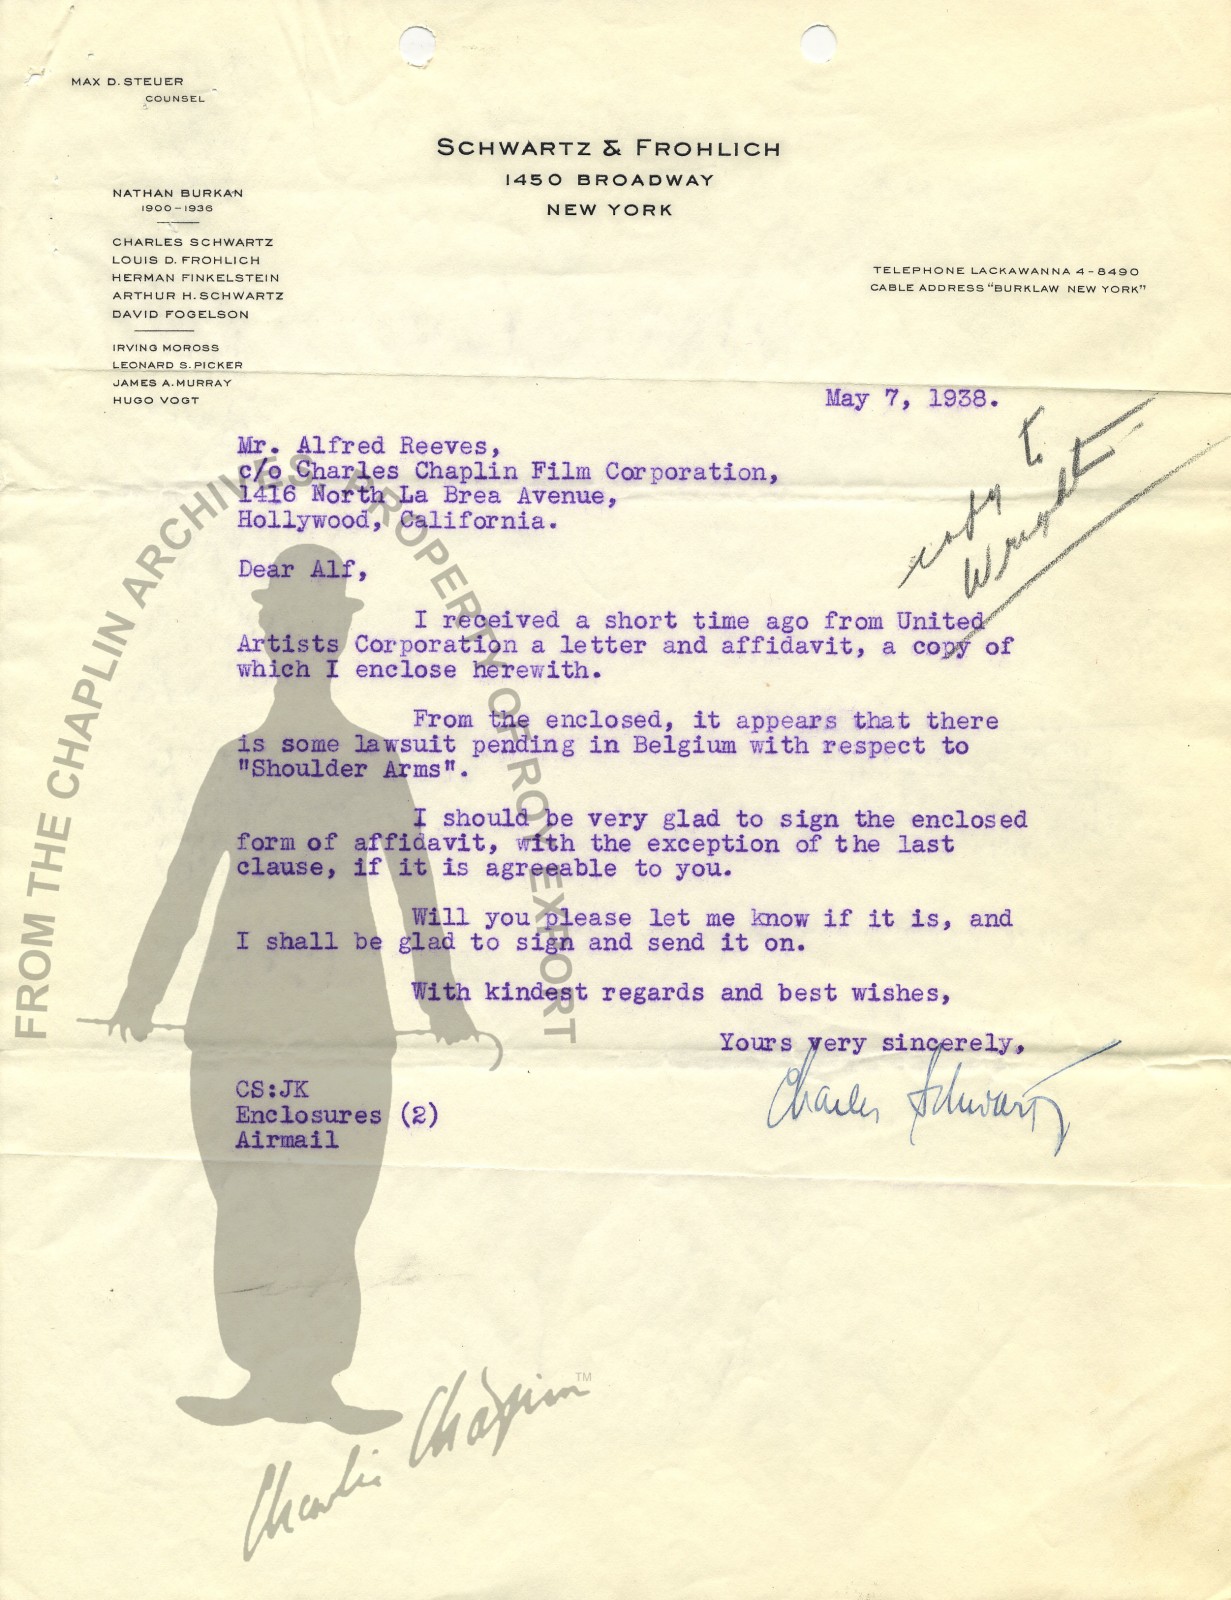 MAX D. STEUER
COUNSEL
SCHWARTZ & FROHLICH
1450 BROADWAY
NEW YORK
NATHAN BURKAN
1900-1936
CHARLES SCHWARTZ
LOUIS D. FROHLICH
HERMAN FINKELSTEIN
ARTHUR H. SCHWARTZ
DAVID FOGELSON
IRVING MOROSS
LEONARD S. PICKER
JAMES A. MURRAY
HUGO VOGT
TELEPHONE LACKAWANNA 4-8490
CABLE ADDRESS "BURKLAW NEW YORK"
May 7, 1938.
copy to
Wright
Mr. Alfred Reeves,
c/o Charles Chaplin Film Corporation,
1416 North La Brea Avenue,
Hollywood, California.
Dear Alf,
I received a short time ago from United
Artists Corporation a letter and affidavit, a copy of
which I enclose herewith.
From the enclosed, it appears that there
is some lawsuit pending in Belgium with respect to
"Shoulder Arms".
I should be very glad to sign the enclosed
form of affidavit, with the exception of the last
clause, if it is agreeable to you.
Will you please let me know if it is, and
I shall be glad to sign and send it on.
With kindest regards and best wishes,
Yours very sincerely,
Charles Schwartz
CS:JK
Enclosures (2)
Airmail
FROM THE CHAPLIN ARCHIVES PROPERTY OF ROY EXPORT
Charlie Chaplin TM